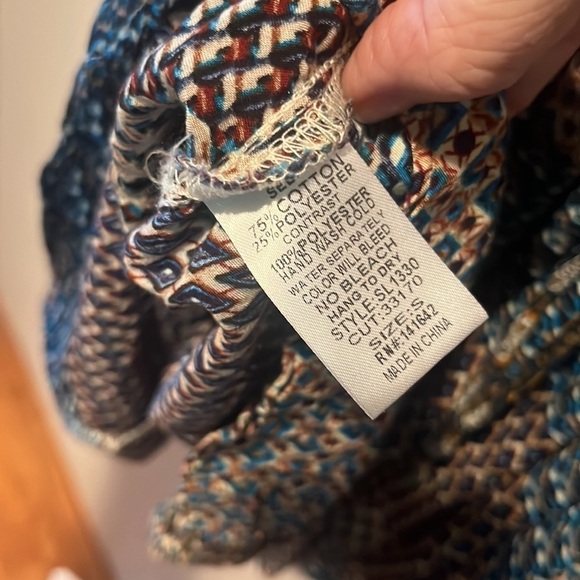 75% COTTON
25% POLYESTER
CONTRAST
100% POLYESTER
HAND WASH COLD
WATER SEPARATELY
COLOR WILL BLEED
NO BLEACH
HANG TO DRY
STYLE:SL1330
CUT:33170
SIZE:S
RN#:141642
MADE IN CHINA